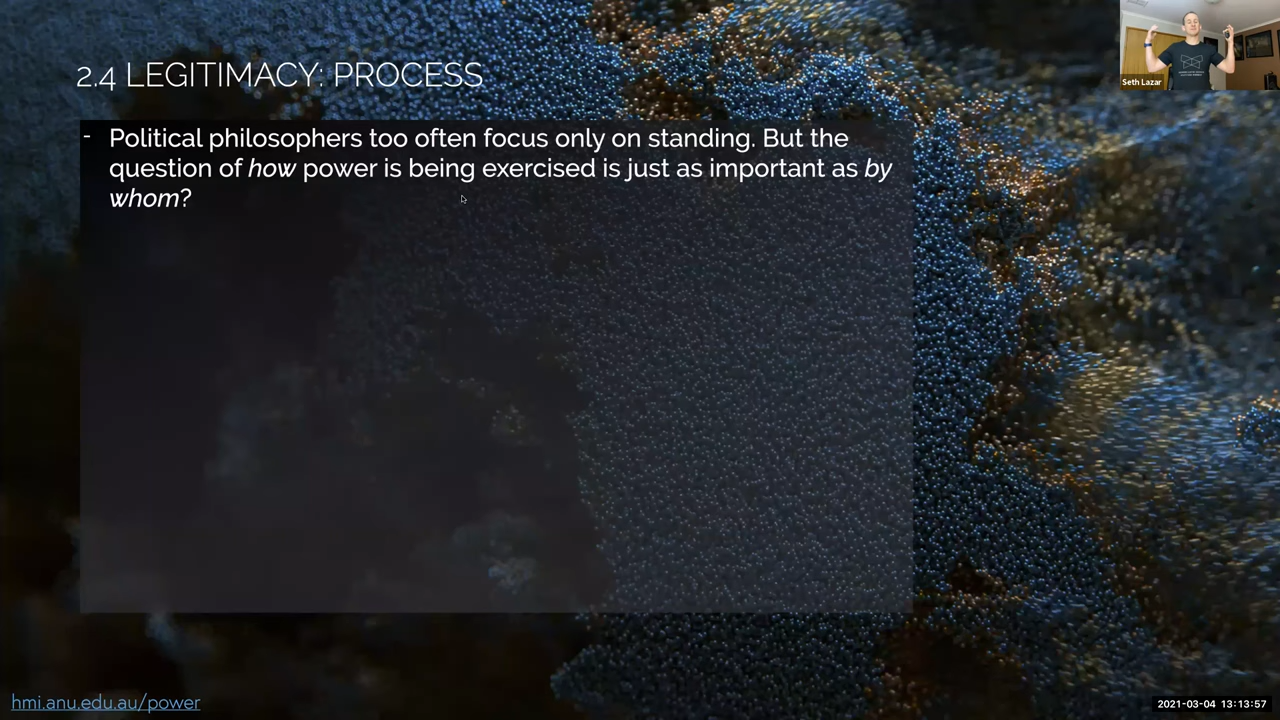 2.4 LEGITIMACY: PROCESS
Seth Lazar
- Political philosophers too often focus only on standing. But the
question of how power is being exercised is just as important as by
whom?
hmi.anu.edu.au/power
2021-03-04 13:13:57